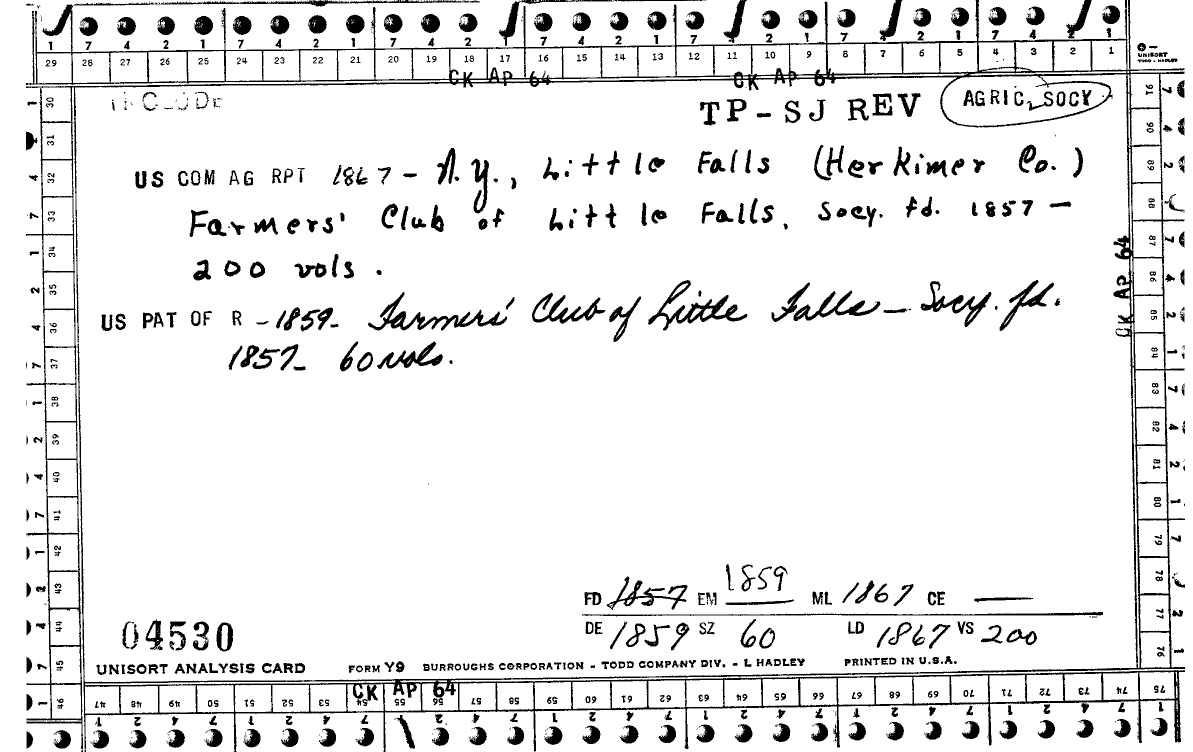 1 7 4 2 1 7 4 2 1 7 4 2 1 7 4 2 1 7 4 2 1 7 2 1 7 4 2 1
29 28 27 26 25 24 23 22 21 20 19 18 17 16 15 14 13 12 11 10 9 8 7 6 5 4 3 2 1
UNISORT
TODD - HADLEY
CK AP 64 CK AP 64
INCLUDE
TP-SJ REV AGRIC, SOCY
US COM AG RPT 1867 - N.Y., Little Falls (Herkimer Co.)
Farmers' Club of Little Falls, Socy. fd. 1857 -
200 vols.
CK AP 64
US PAT OF R - 1859 - Farmers' Club of Little Falls - Socy. fd.
1857 - 60 vols.
FD 1857 EM 1859 ML 1867 CE —
DE 1859 SZ 60 LD 1867 VS 200
04530
UNISORT ANALYSIS CARD FORM Y9 BURROUGHS CORPORATION - TODD COMPANY DIV. - L HADLEY PRINTED IN U.S.A.
CK AP 64
30 31 32 33 34 35 36 37 38 39 40 41 42 43 44 45 46
91 90 89 88 87 86 85 84 83 82 81 80 79 78 77 76
47 48 49 50 51 52 53 54 55 56 57 58 59 60 61 62 63 64 65 66 67 68 69 70 71 72 73 74 75